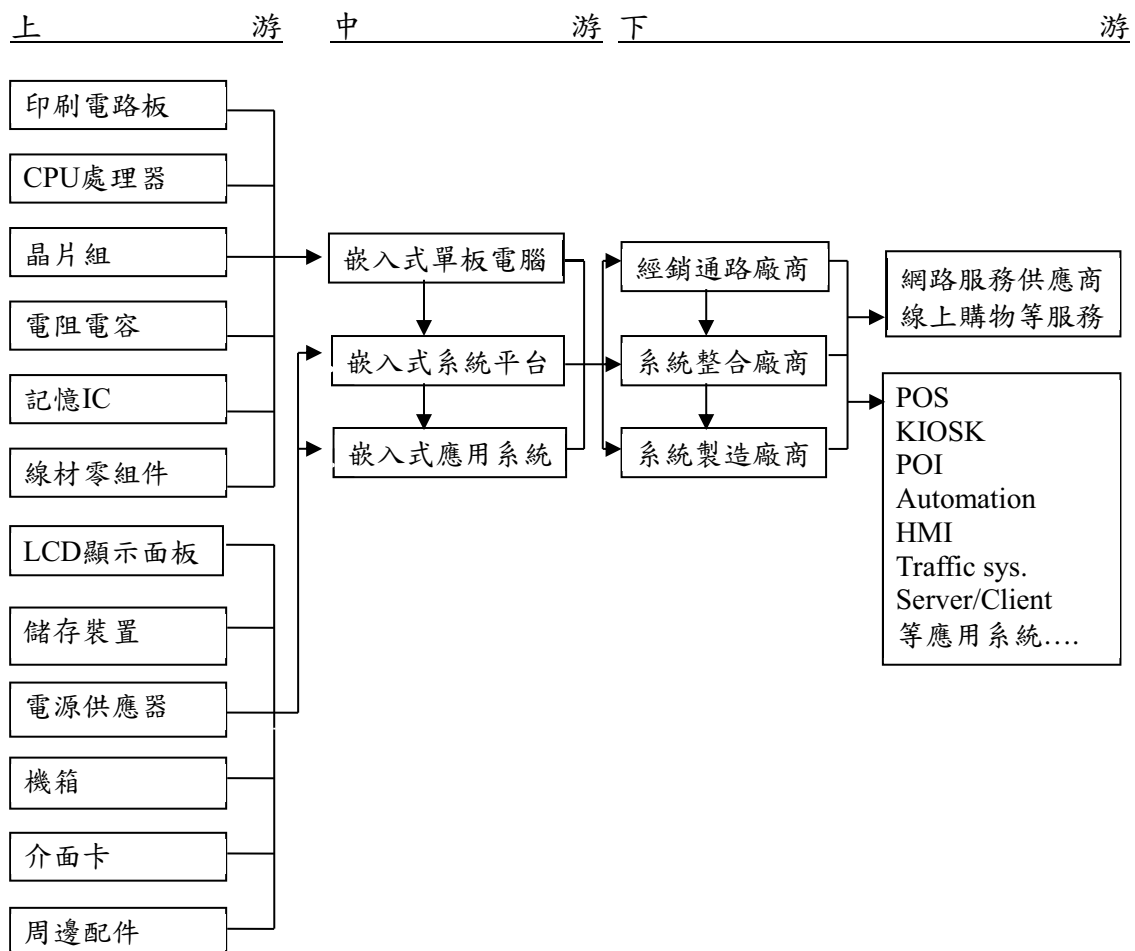 上游 中游 下游
印刷電路板
CPU處理器
晶片組
電阻電容
記憶IC
線材零組件
LCD顯示面板
儲存裝置
電源供應器
機箱
介面卡
周邊配件
嵌入式單板電腦
嵌入式系統平台
嵌入式應用系統
經銷通路廠商
系統整合廠商
系統製造廠商
網路服務供應商
線上購物等服務
POS
KIOSK
POI
Automation
HMI
Traffic sys.
Server/Client
等應用系統….